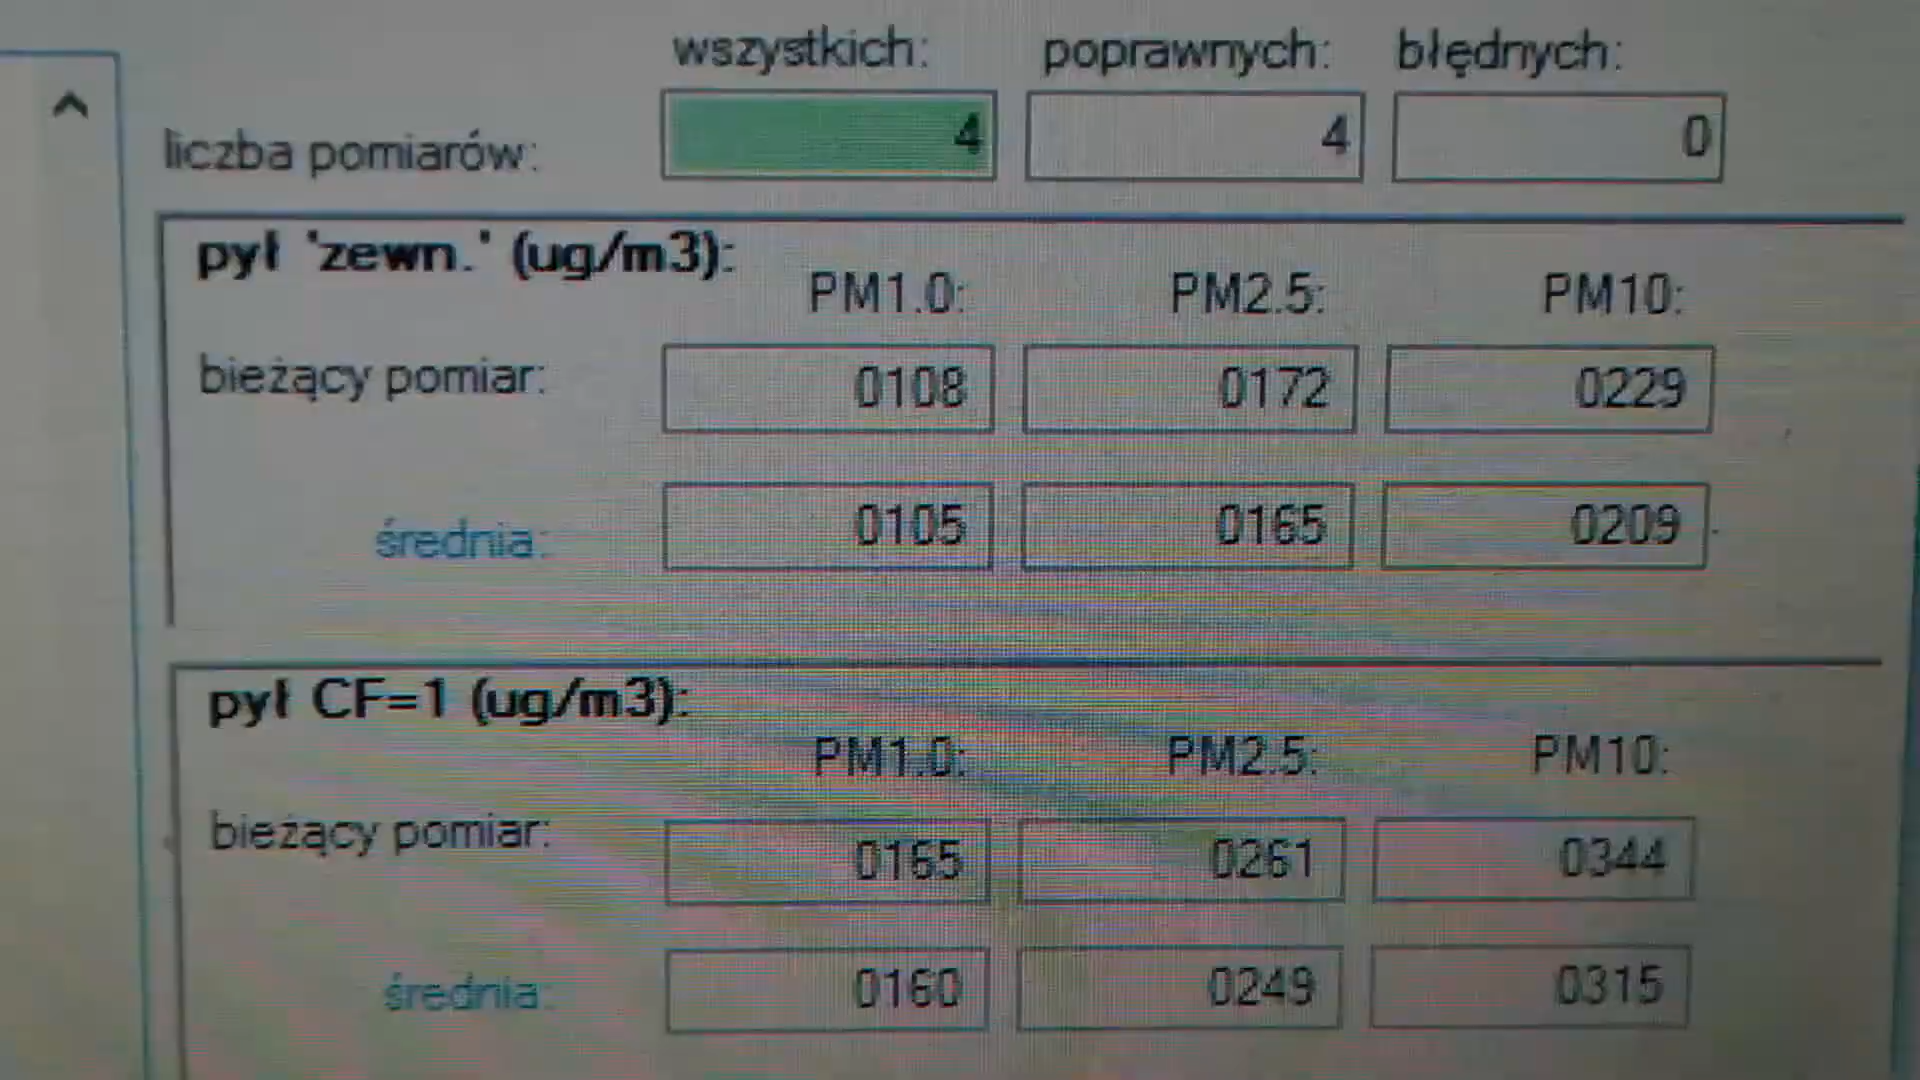 wszystkich: poprawnych: błędnych:
liczba pomiarów: 4 4 0
pył 'zewn.' (ug/m3):
PM1.0: PM2.5: PM10:
bieżący pomiar: 0108 0172 0229
średnia: 0105 0165 0209
pył CF=1 (ug/m3):
PM1.0: PM2.5: PM10:
bieżący pomiar: 0165 0261 0344
średnia: 0160 0249 0315